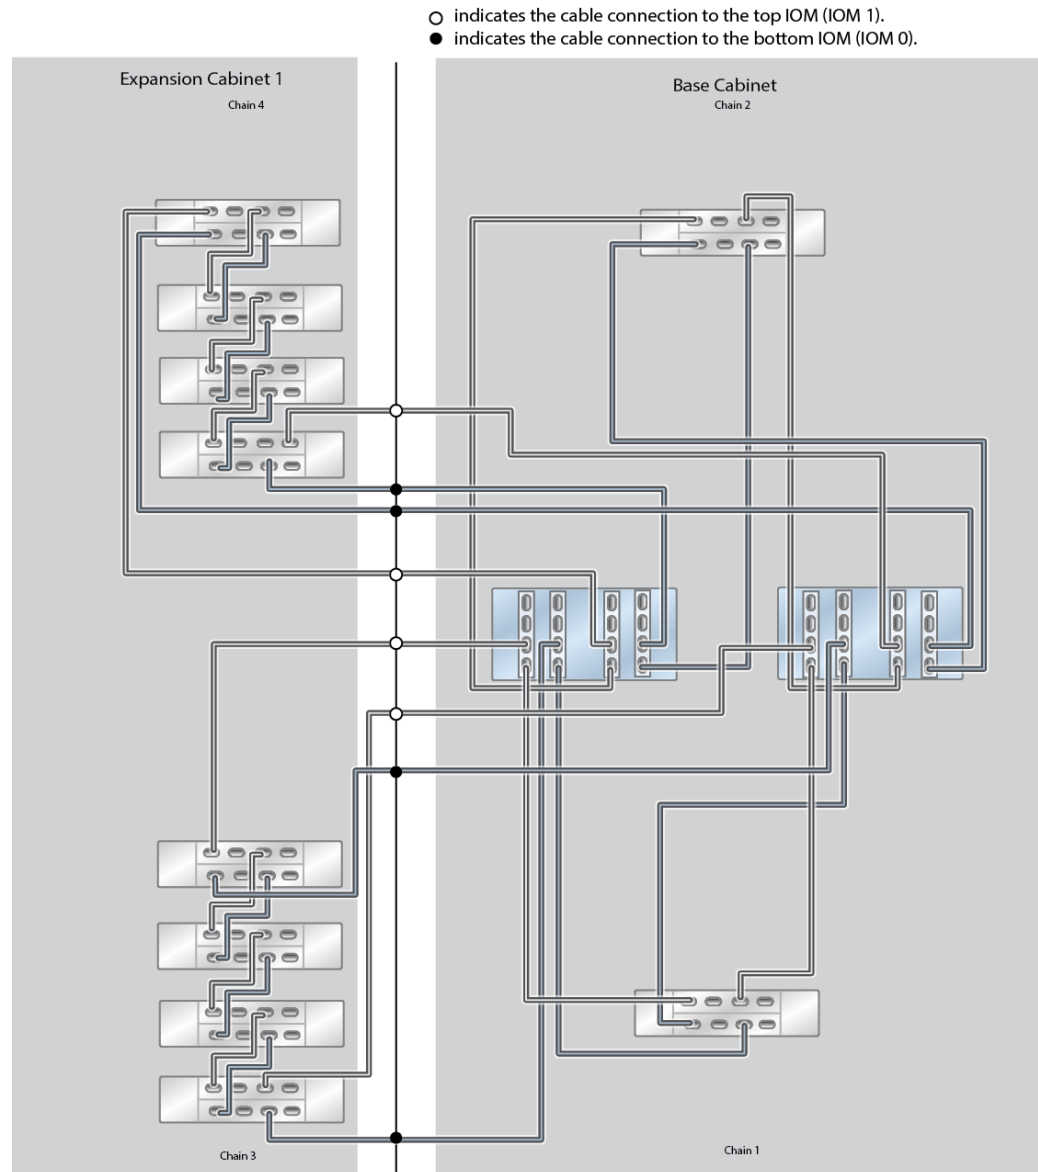 indicates the cable connection to the top IOM (IOM 1).
indicates the cable connection to the bottom IOM (IOM 0).
Expansion Cabinet 1
Chain 4
Base Cabinet
Chain 2
Chain 3
Chain 1